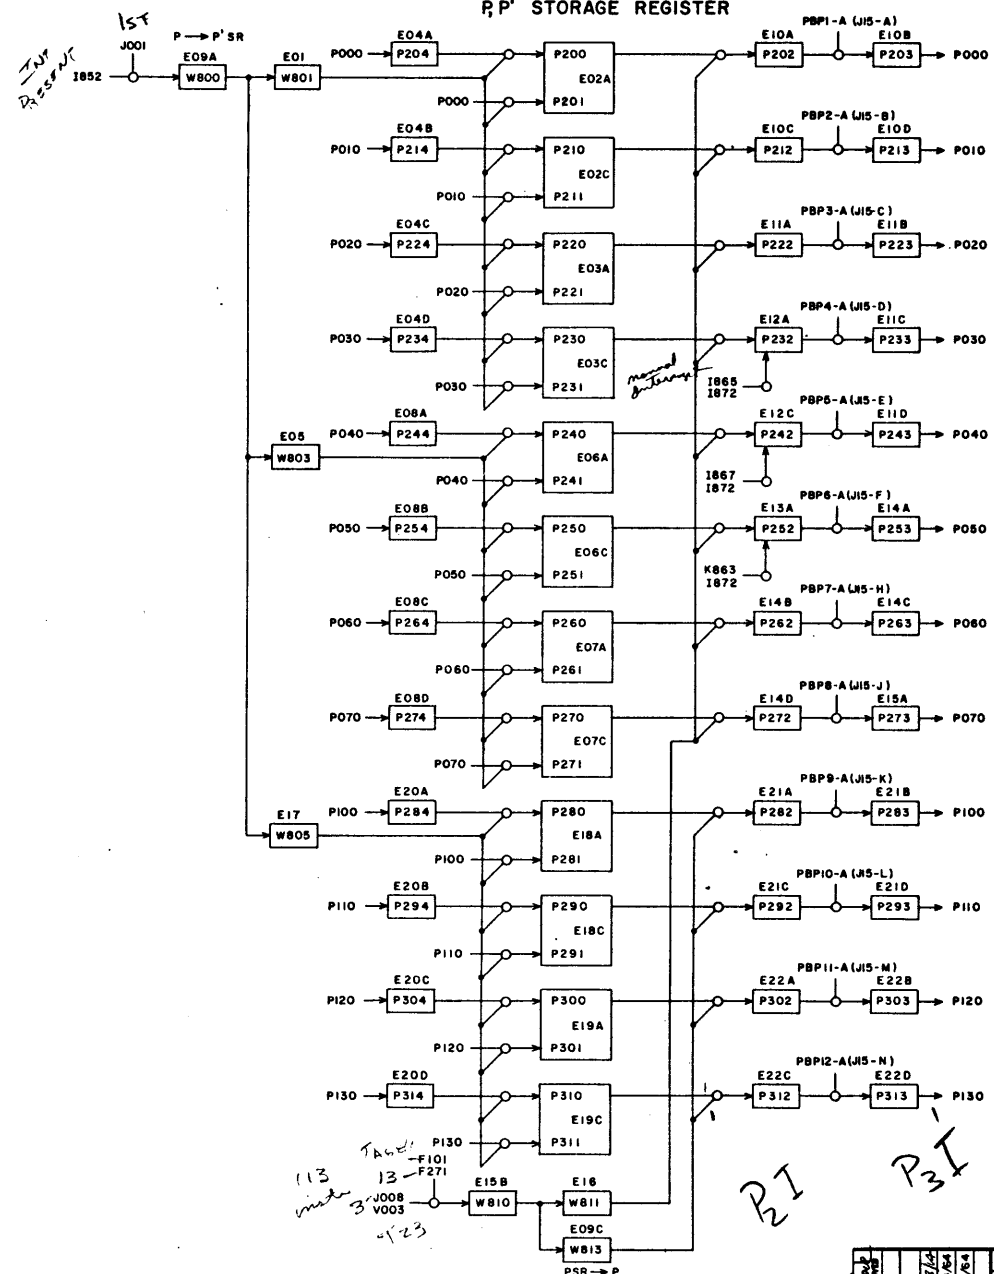 P, P' STORAGE REGISTER
1ST
J001
INT
PRESENT
I852
P → P' SR
E09A
W800
E01
W801
P000
E04A
P204
P200
E02A
P201
P000
E10A
P202
PBP1-A (J15-A)
E10B
P203
P000
P010
E04B
P214
P210
E02C
P211
P010
E10C
P212
PBP2-A (J15-B)
E10D
P213
P010
P020
E04C
P224
P220
E03A
P221
P020
E11A
P222
PBP3-A (J15-C)
E11B
P223
P020
P030
E04D
P234
P230
E03C
P231
P030
manual
interrupt
E12A
P232
I865
I872
PBP4-A (J15-D)
E11C
P233
P030
E05
W803
P040
E08A
P244
P240
E06A
P241
P040
E12C
P242
I867
I872
PBP5-A (J15-E)
E11D
P243
P040
P050
E08B
P254
P250
E06C
P251
P050
E13A
P252
K863
I872
PBP6-A (J15-F)
E14A
P253
P050
P060
E08C
P264
P260
E07A
P261
P060
E14B
P262
PBP7-A (J15-H)
E14C
P263
P060
P070
E08D
P274
P270
E07C
P271
P070
E14D
P272
PBP8-A (J15-J)
E15A
P273
P070
E17
W805
P100
E20A
P284
P280
E18A
P281
P100
E21A
P282
PBP9-A (J15-K)
E21B
P283
P100
P110
E20B
P294
P290
E18C
P291
P110
E21C
P292
PBP10-A (J15-L)
E21D
P293
P110
P120
E20C
P304
P300
E19A
P301
P120
E22A
P302
PBP11-A (J15-M)
E22B
P303
P120
P130
E20D
P314
P310
E19C
P311
P130
E22C
P312
PBP12-A (J15-N)
E22D
P313
P130
F101
13 F271
113
3 J008
V003
E15B
W810
E16
W811
E09C
W813
PSR → P
P2I
P3I